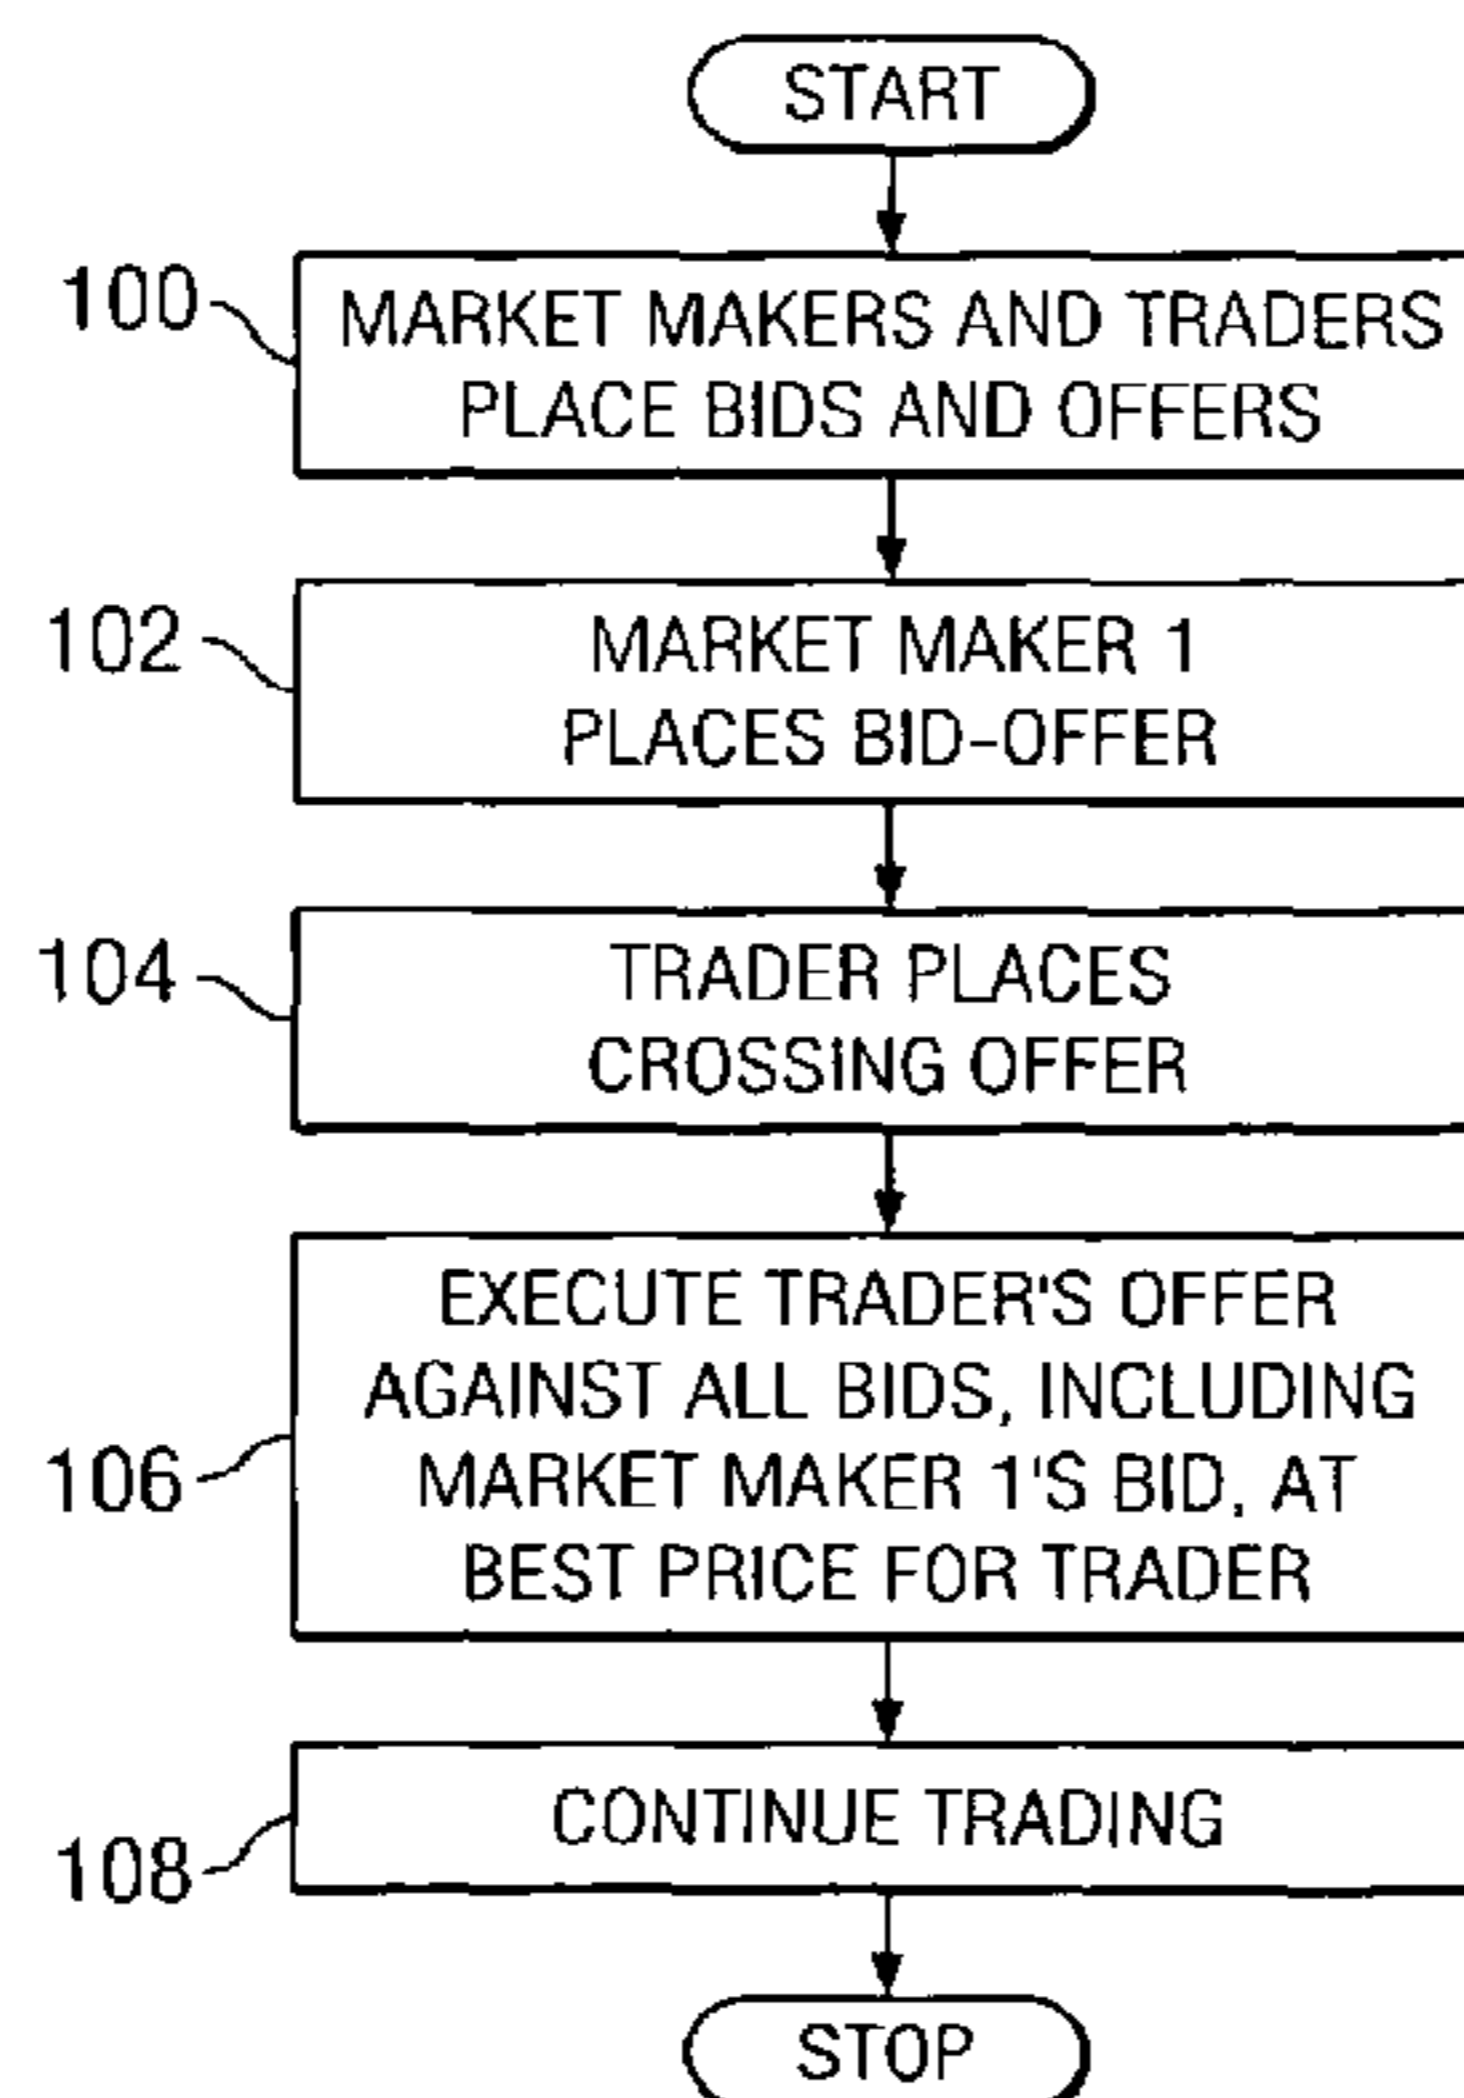 START
100
MARKET MAKERS AND TRADERS
PLACE BIDS AND OFFERS
102
MARKET MAKER 1
PLACES BID-OFFER
104
TRADER PLACES
CROSSING OFFER
106
EXECUTE TRADER'S OFFER
AGAINST ALL BIDS, INCLUDING
MARKET MAKER 1'S BID, AT
BEST PRICE FOR TRADER
108
CONTINUE TRADING
STOP